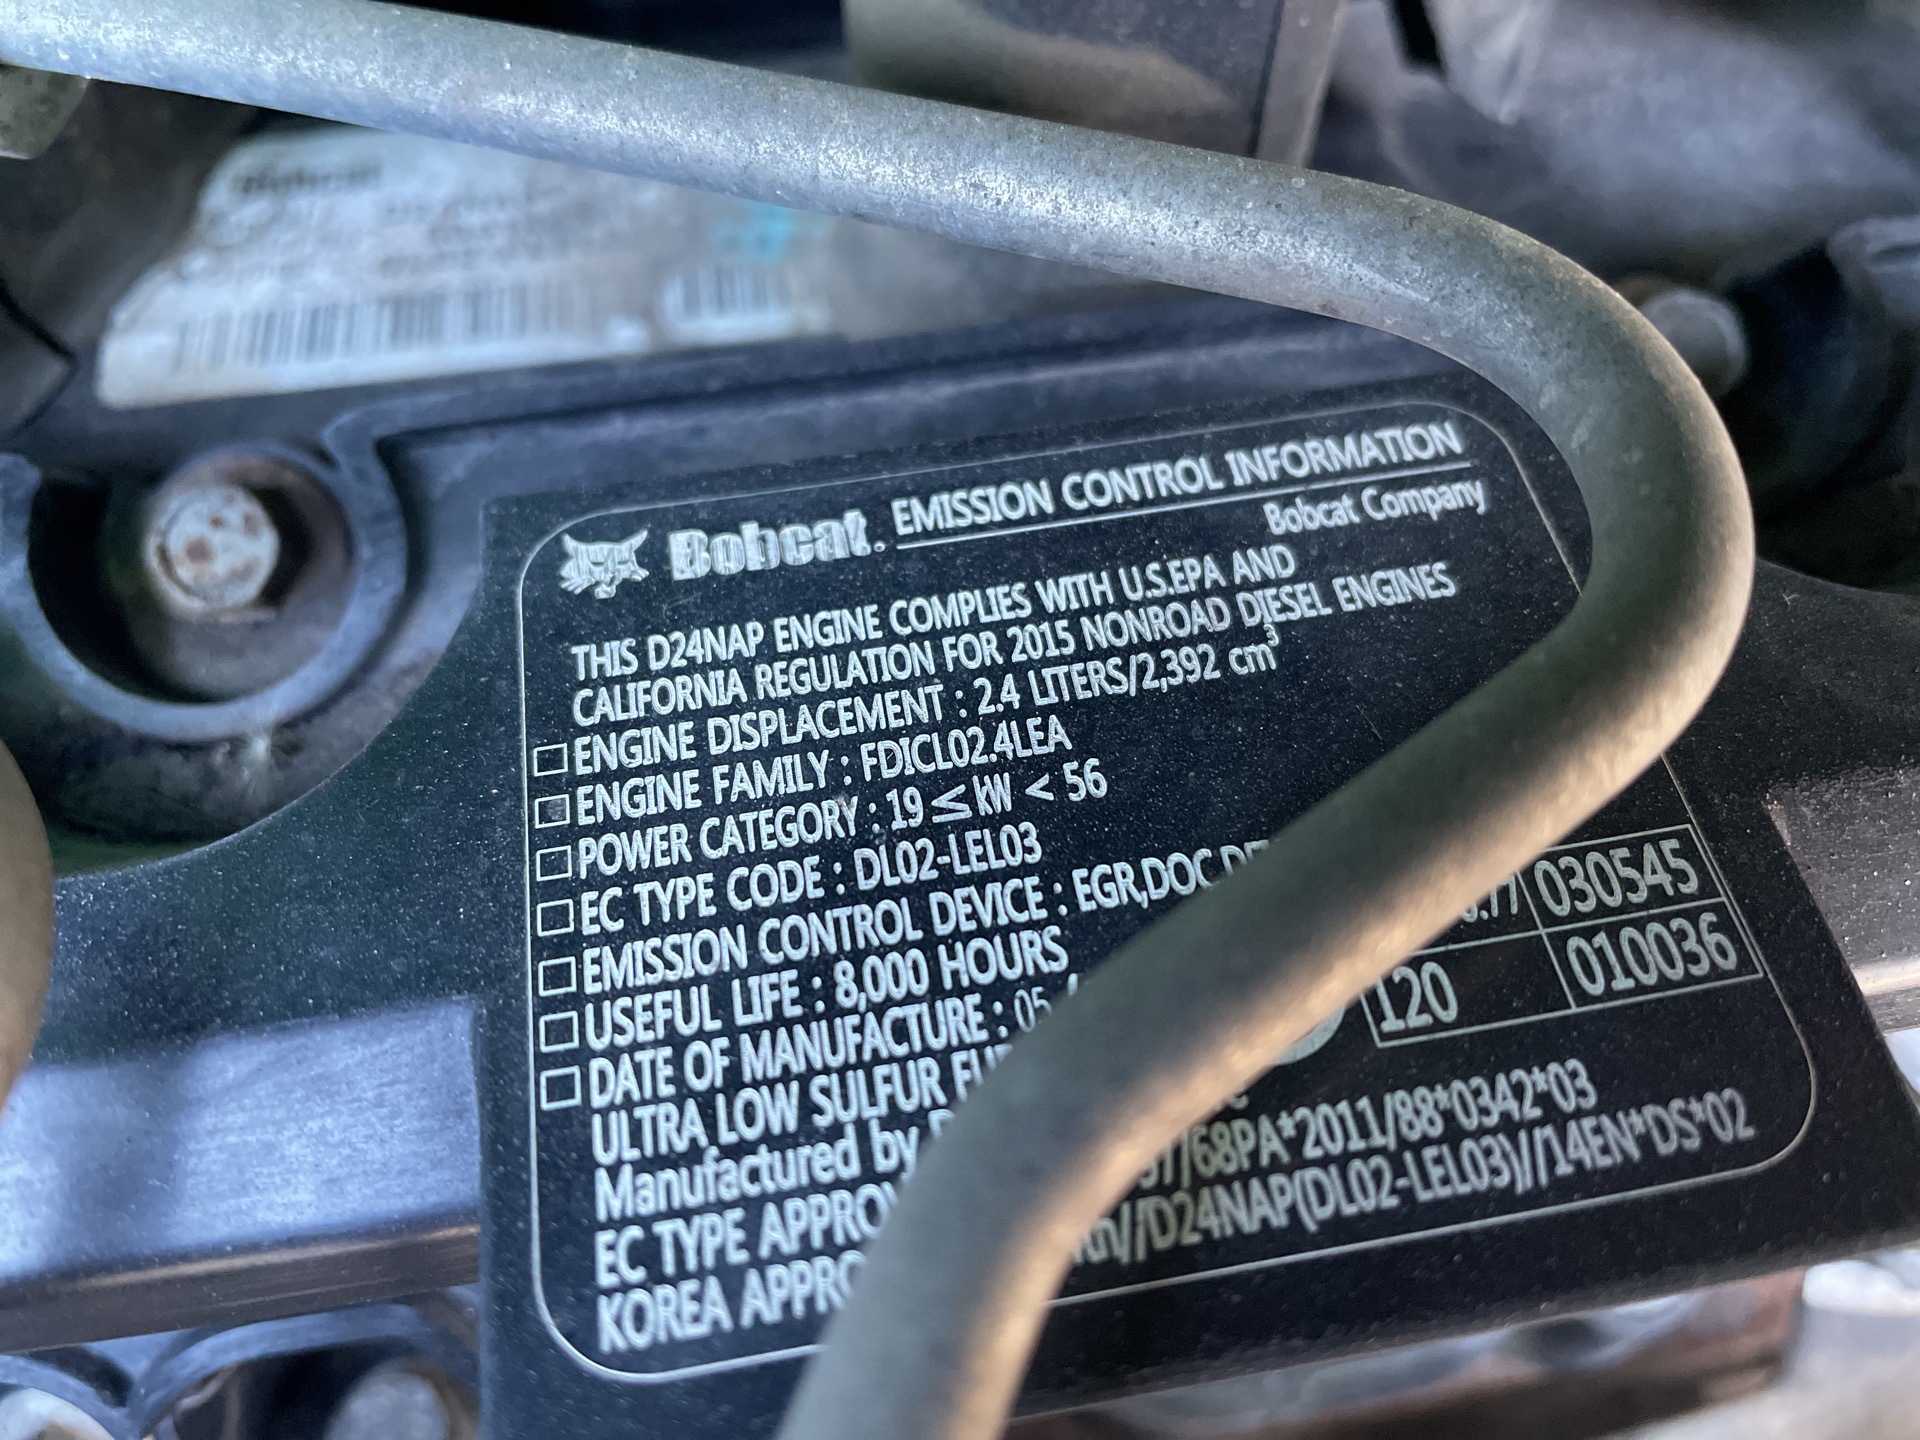 Bobcat
Bobcat. EMISSION CONTROL INFORMATION
Bobcat Company
THIS D24NAP ENGINE COMPLIES WITH U.S.EPA AND
CALIFORNIA REGULATION FOR 2015 NONROAD DIESEL ENGINES
□ENGINE DISPLACEMENT : 2.4 LITERS/2,392 cm³
□ENGINE FAMILY : FDICL02.4LEA
□POWER CATEGORY : 19 ≤ kW < 56
□EC TYPE CODE : DL02-LEL03
□EMISSION CONTROL DEVICE : EGR,DOC
□USEFUL LIFE : 8,000 HOURS
□DATE OF MANUFACTURE : 05
ULTRA LOW SULFUR
Manufactured by
EC TYPE /68PA*2011/88*0342*03
KOREA //D24NAP(DL02-LEL03)//14EN*DS*02
030545
120 010036